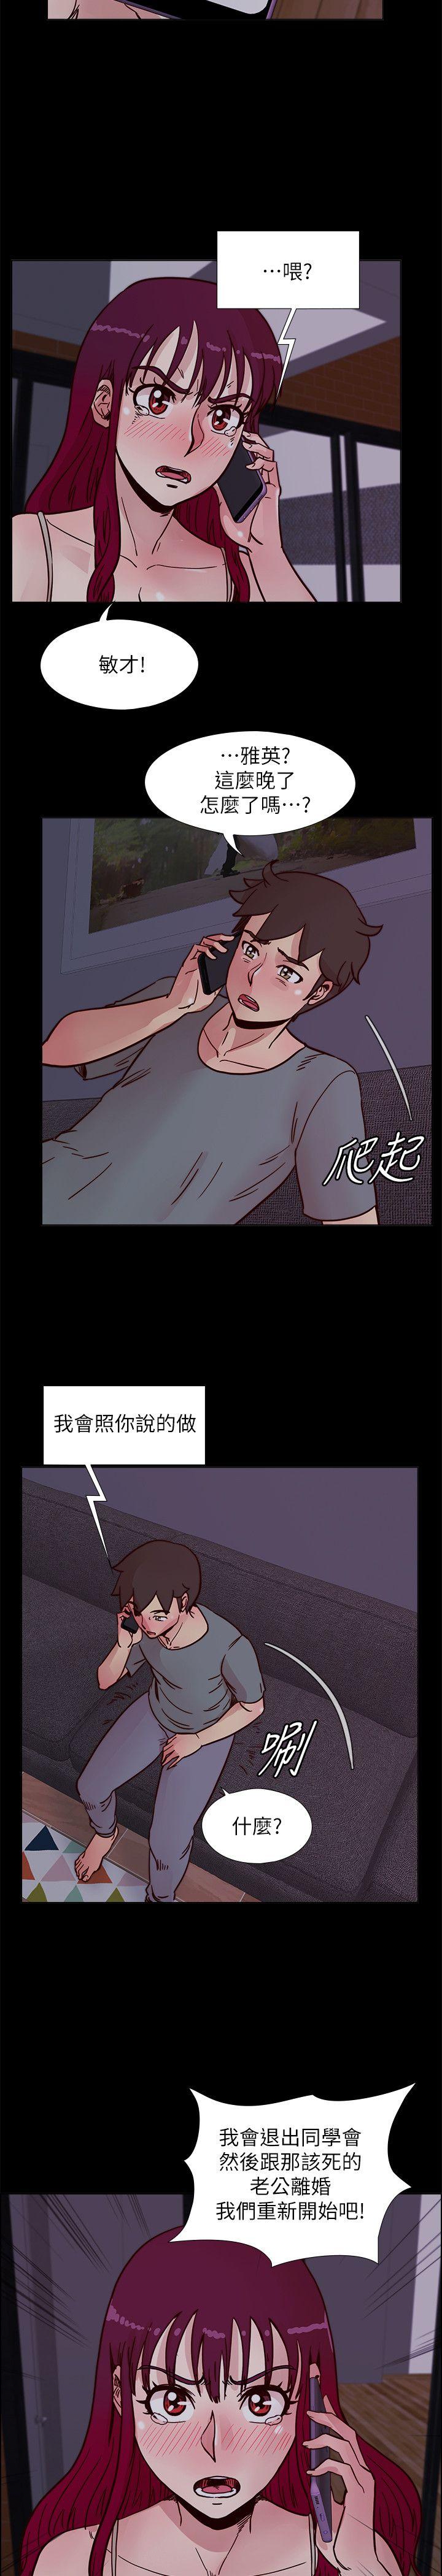 …喂?
敏才!
…雅英?
這麼晚了
怎麼了嗎…?
爬起
我會照你說的做
唰
什麼?
我會退出同學會
然後跟那該死的
老公離婚
我們重新開始吧!